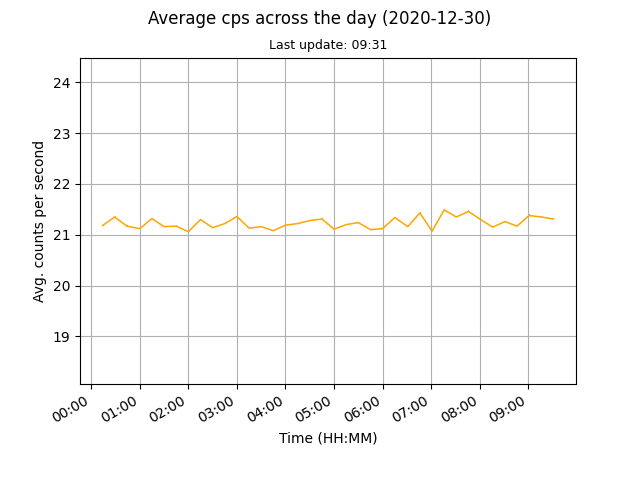 Average cps across the day (2020-12-30)
Last update: 09:31
24
23
22
21
20
19
Avg. counts per second
00:00 01:00 02:00 03:00 04:00 05:00 06:00 07:00 08:00 09:00
Time (HH:MM)